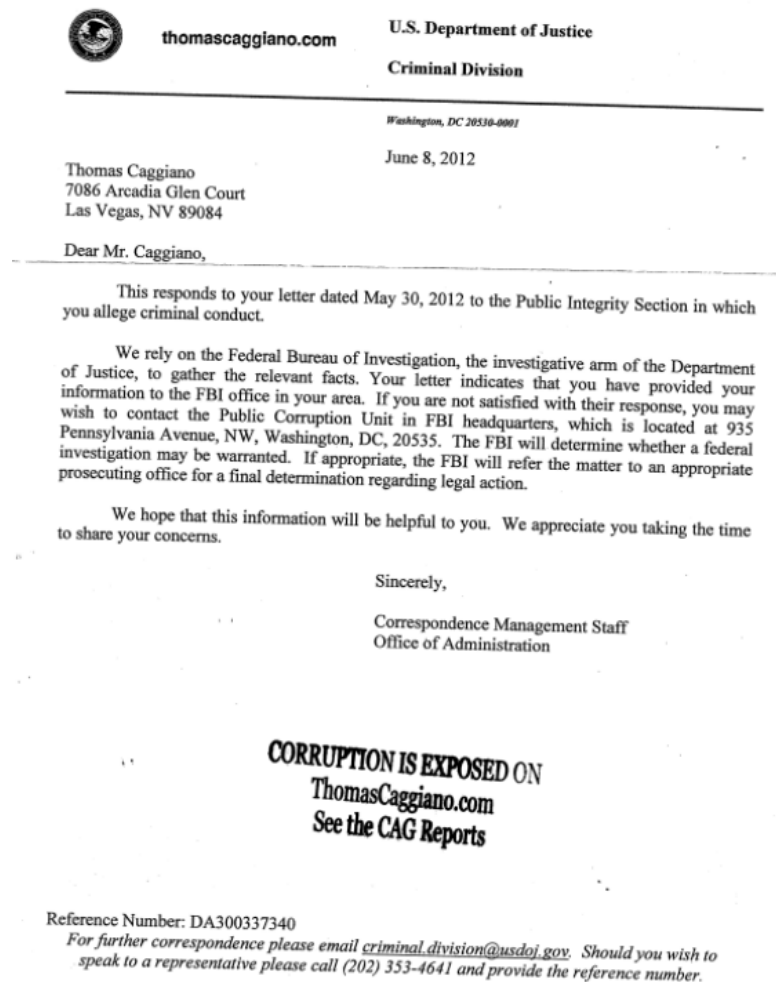 thomascaggiano.com
U.S. Department of Justice
Criminal Division
Washington, DC 20530-0001
June 8, 2012
Thomas Caggiano
7086 Arcadia Glen Court
Las Vegas, NV 89084
Dear Mr. Caggiano,
This responds to your letter dated May 30, 2012 to the Public Integrity Section in which
you allege criminal conduct.
We rely on the Federal Bureau of Investigation, the investigative arm of the Department
of Justice, to gather the relevant facts. Your letter indicates that you have provided your
information to the FBI office in your area. If you are not satisfied with their response, you may
wish to contact the Public Corruption Unit in FBI headquarters, which is located at 935
Pennsylvania Avenue, NW, Washington, DC, 20535. The FBI will determine whether a federal
investigation may be warranted. If appropriate, the FBI will refer the matter to an appropriate
prosecuting office for a final determination regarding legal action.
We hope that this information will be helpful to you. We appreciate you taking the time
to share your concerns.
Sincerely,
Correspondence Management Staff
Office of Administration
CORRUPTION IS EXPOSED ON
ThomasCaggiano.com
See the CAG Reports
Reference Number: DA300337340
For further correspondence please email criminal.division@usdoj.gov. Should you wish to
speak to a representative please call (202) 353-4641 and provide the reference number.